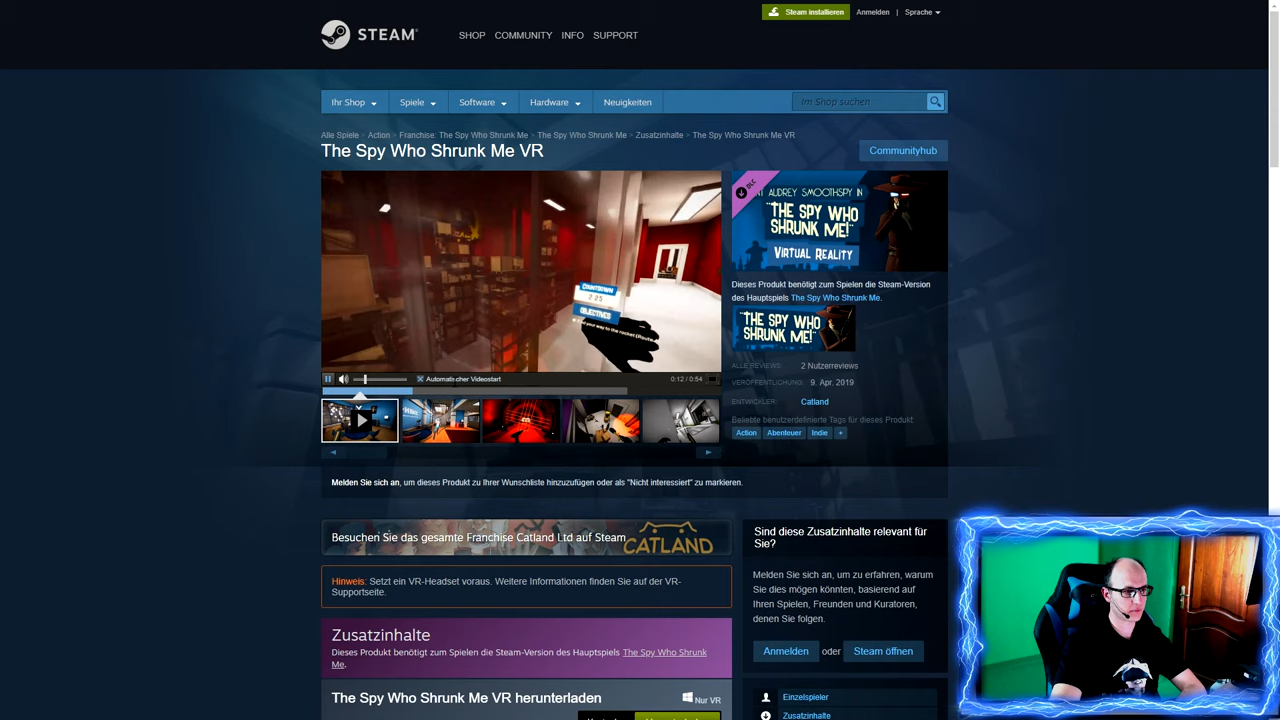 Steam installieren
Anmelden | Sprache
STEAM
SHOP COMMUNITY INFO SUPPORT
Ihr Shop Spiele Software Hardware Neuigkeiten
Im Shop suchen
Alle Spiele > Action > Franchise: The Spy Who Shrunk Me > The Spy Who Shrunk Me > Zusatzinhalte > The Spy Who Shrunk Me VR
The Spy Who Shrunk Me VR
Communityhub
COUNTDOWN
2:25
OBJECTIVES
Automatischer Videostart
0:12 / 0:54
DLC
AUDREY SMOOTHSPY IN
"THE SPY WHO
SHRUNK ME!"
VIRTUAL REALITY
Dieses Produkt benötigt zum Spielen die Steam-Version
des Hauptspiels The Spy Who Shrunk Me.
"THE SPY WHO
SHRUNK ME!"
ALLE REVIEWS: 2 Nutzerreviews
VERÖFFENTLICHUNG: 9. Apr. 2019
ENTWICKLER: Catland
Beliebte benutzerdefinierte Tags für dieses Produkt:
Action Abenteuer Indie +
Melden Sie sich an, um dieses Produkt zu Ihrer Wunschliste hinzuzufügen oder als "Nicht interessiert" zu markieren.
Besuchen Sie das gesamte Franchise Catland Ltd auf Steam
CATLAND
Hinweis: Setzt ein VR-Headset voraus. Weitere Informationen finden Sie auf der VR-
Supportseite.
Zusatzinhalte
Dieses Produkt benötigt zum Spielen die Steam-Version des Hauptspiels The Spy Who Shrunk
Me.
The Spy Who Shrunk Me VR herunterladen
Nur VR
Sind diese Zusatzinhalte relevant für
Sie?
Melden Sie sich an, um zu erfahren, warum
Sie dies mögen könnten, basierend auf
Ihren Spielen, Freunden und Kuratoren,
denen Sie folgen.
Anmelden oder Steam öffnen
Einzelspieler
Zusatzinhalte